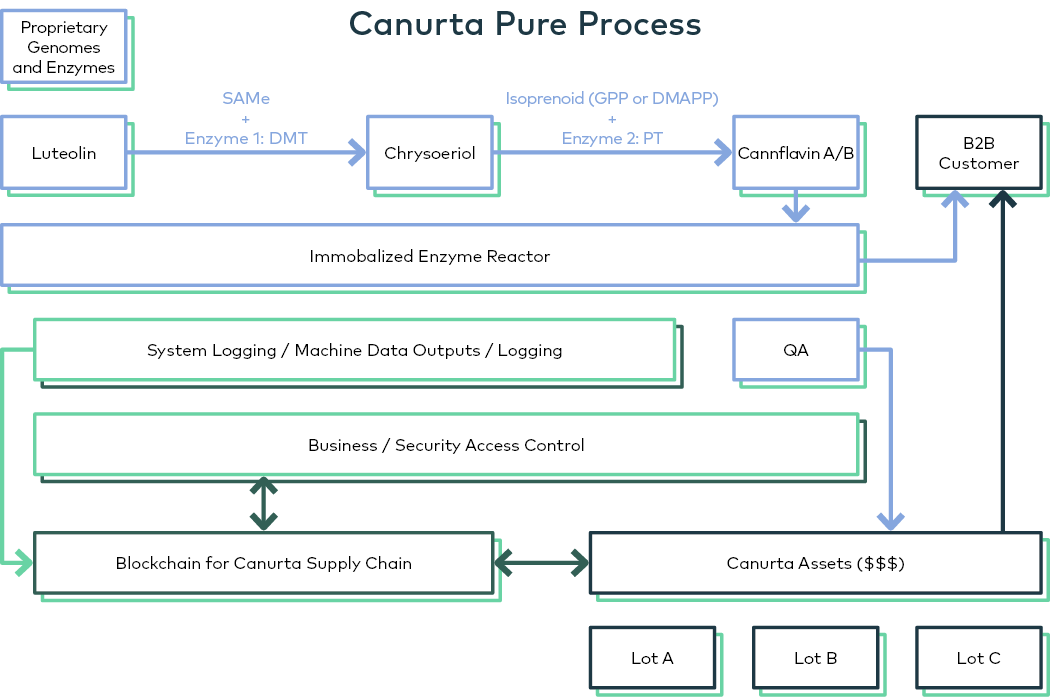 Canurta Pure Process
Proprietary
Genomes
and Enzymes
SAMe
+
Enzyme 1: DMT
Isoprenoid (GPP or DMAPP)
+
Enzyme 2: PT
Luteolin
Chrysoeriol
Cannflavin A/B
B2B
Customer
Immobalized Enzyme Reactor
System Logging / Machine Data Outputs / Logging
QA
Business / Security Access Control
Blockchain for Canurta Supply Chain
Canurta Assets ($$$)
Lot A
Lot B
Lot C